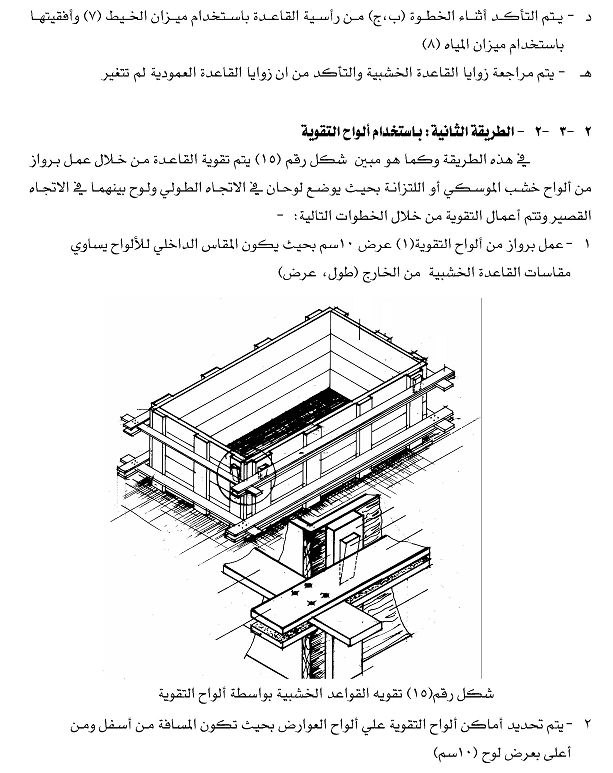 د - يتم التأكد أثناء الخطوة (ب،ج) من رأسية القاعدة باستخدام ميزان الخيط (٧) وأفقيتها
باستخدام ميزان المياه (٨)
هـ - يتم مراجعة زوايا القاعدة الخشبية والتأكد من ان زوايا القاعدة العمودية لم تتغير
٢ -٣ -٢ - الطريقة الثانية: باستخدام ألواح التقوية
في هذه الطريقة وكما هو مبين شكل رقم (١٥) يتم تقوية القاعدة من خلال عمل برواز
من ألواح خشب الموسكي أو اللتزانة بحيث يوضع لوحان في الاتجاه الطولي ولوح بينهما في الاتجاه
القصير وتتم أعمال التقوية من خلال الخطوات التالية: -
١ -عمل برواز من ألواح التقوية(١) عرض ١٠سم بحيث يكون المقاس الداخلي للألواح يساوي
مقاسات القاعدة الخشبية من الخارج (طول، عرض)
شكل رقم(١٥) تقويه القواعد الخشبية بواسطة ألواح التقوية
٢ -يتم تحديد أماكن ألواح التقوية علي ألواح العوارض بحيث تكون المسافة من أسفل ومن
أعلى بعرض لوح (١٠سم)